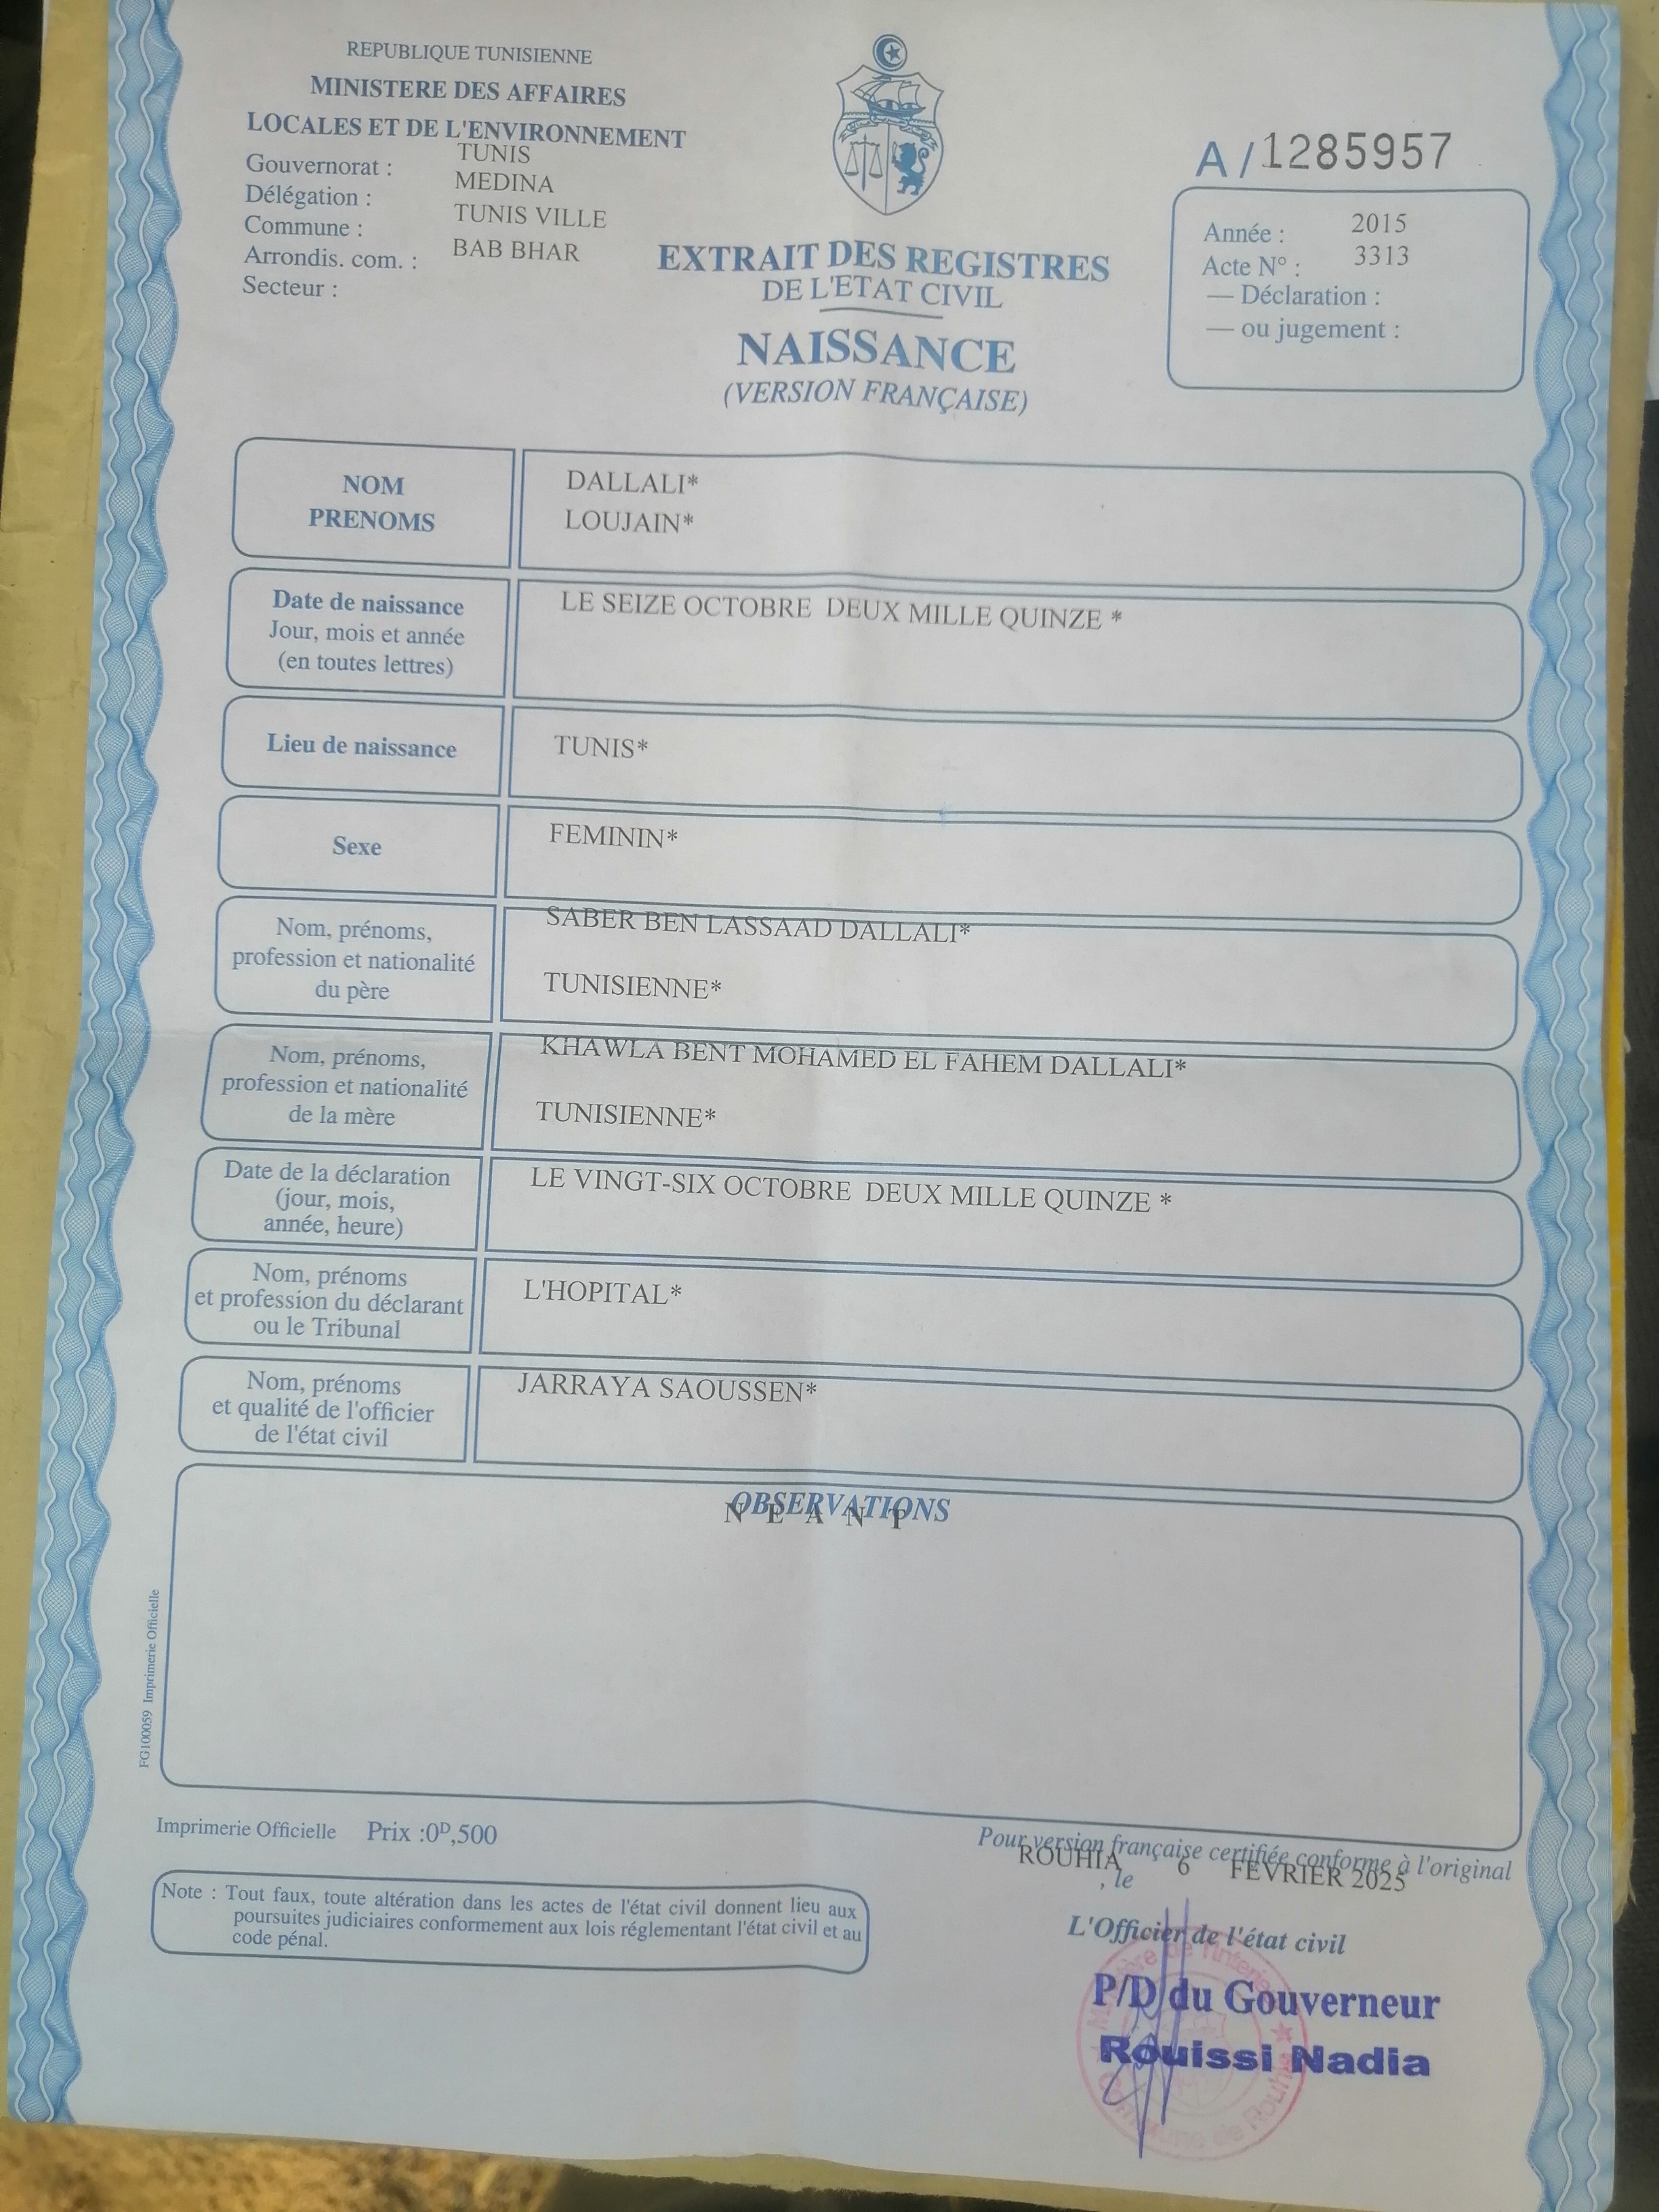 REPUBLIQUE TUNISIENNE
MINISTERE DES AFFAIRES
LOCALES ET DE L'ENVIRONNEMENT
Gouvernorat : TUNIS
Délégation : MEDINA
Commune : TUNIS VILLE
Arrondis. com. : BAB BHAR
Secteur :
A/1285957
Année : 2015
Acte N° : 3313
— Déclaration :
— ou jugement :
EXTRAIT DES REGISTRES
DE L'ETAT CIVIL
NAISSANCE
(VERSION FRANÇAISE)
NOM DALLALI*
PRENOMS LOUJAIN*
Date de naissance
Jour, mois et année
(en toutes lettres)
LE SEIZE OCTOBRE DEUX MILLE QUINZE *
Lieu de naissance
TUNIS*
Sexe
FEMININ*
Nom, prénoms,
profession et nationalité
du père
SABER BEN LASSAAD DALLALI*
TUNISIENNE*
Nom, prénoms,
profession et nationalité
de la mère
KHAWLA BENT MOHAMED EL FAHEM DALLALI*
TUNISIENNE*
Date de la déclaration
(jour, mois,
année, heure)
LE VINGT-SIX OCTOBRE DEUX MILLE QUINZE *
Nom, prénoms
et profession du déclarant
ou le Tribunal
L'HOPITAL*
Nom, prénoms
et qualité de l'officier
de l'état civil
JARRAYA SAOUSSEN*
OBSERVATIONS
N E A N T
FG100059 Imprimerie Officielle
Imprimerie Officielle Prix :0ᴰ,500
Note : Tout faux, toute altération dans les actes de l'état civil donnent lieu aux
poursuites judiciaires conformement aux lois réglementant l'état civil et au
code pénal.
Pour version française certifiée conforme à l'original
ROUHIA , le 6 FEVRIER 2025
L'Officier de l'état civil
P/D du Gouverneur
Rouissi Nadia
Commune de Rouhia